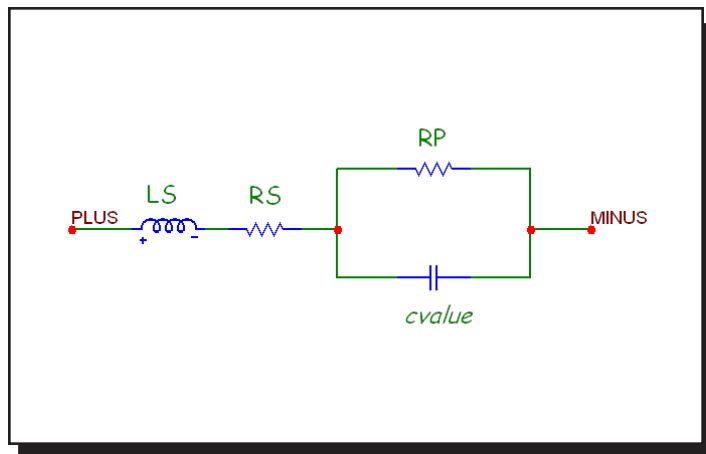 RP
LS
RS
PLUS
MINUS
+
-
cvalue